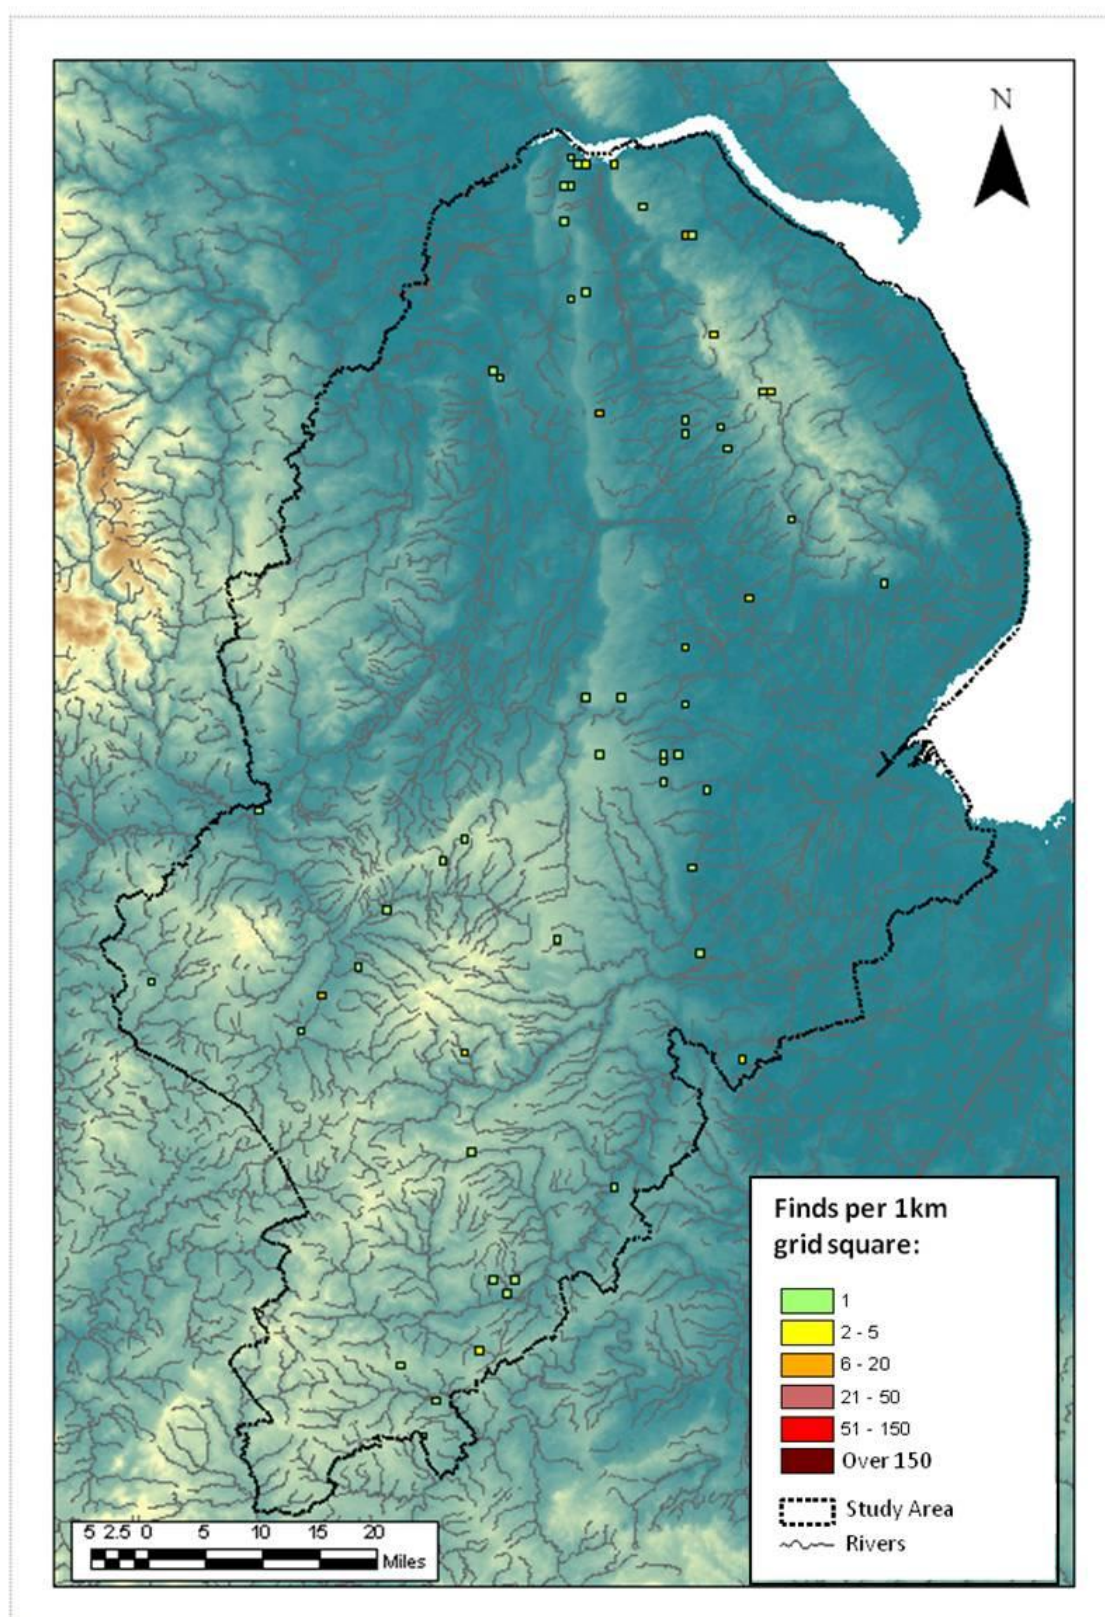 N
Finds per 1km
grid square:
1
2 - 5
6 - 20
21 - 50
51 - 150
Over 150
Study Area
Rivers
5 2.5 0 5 10 15 20
Miles